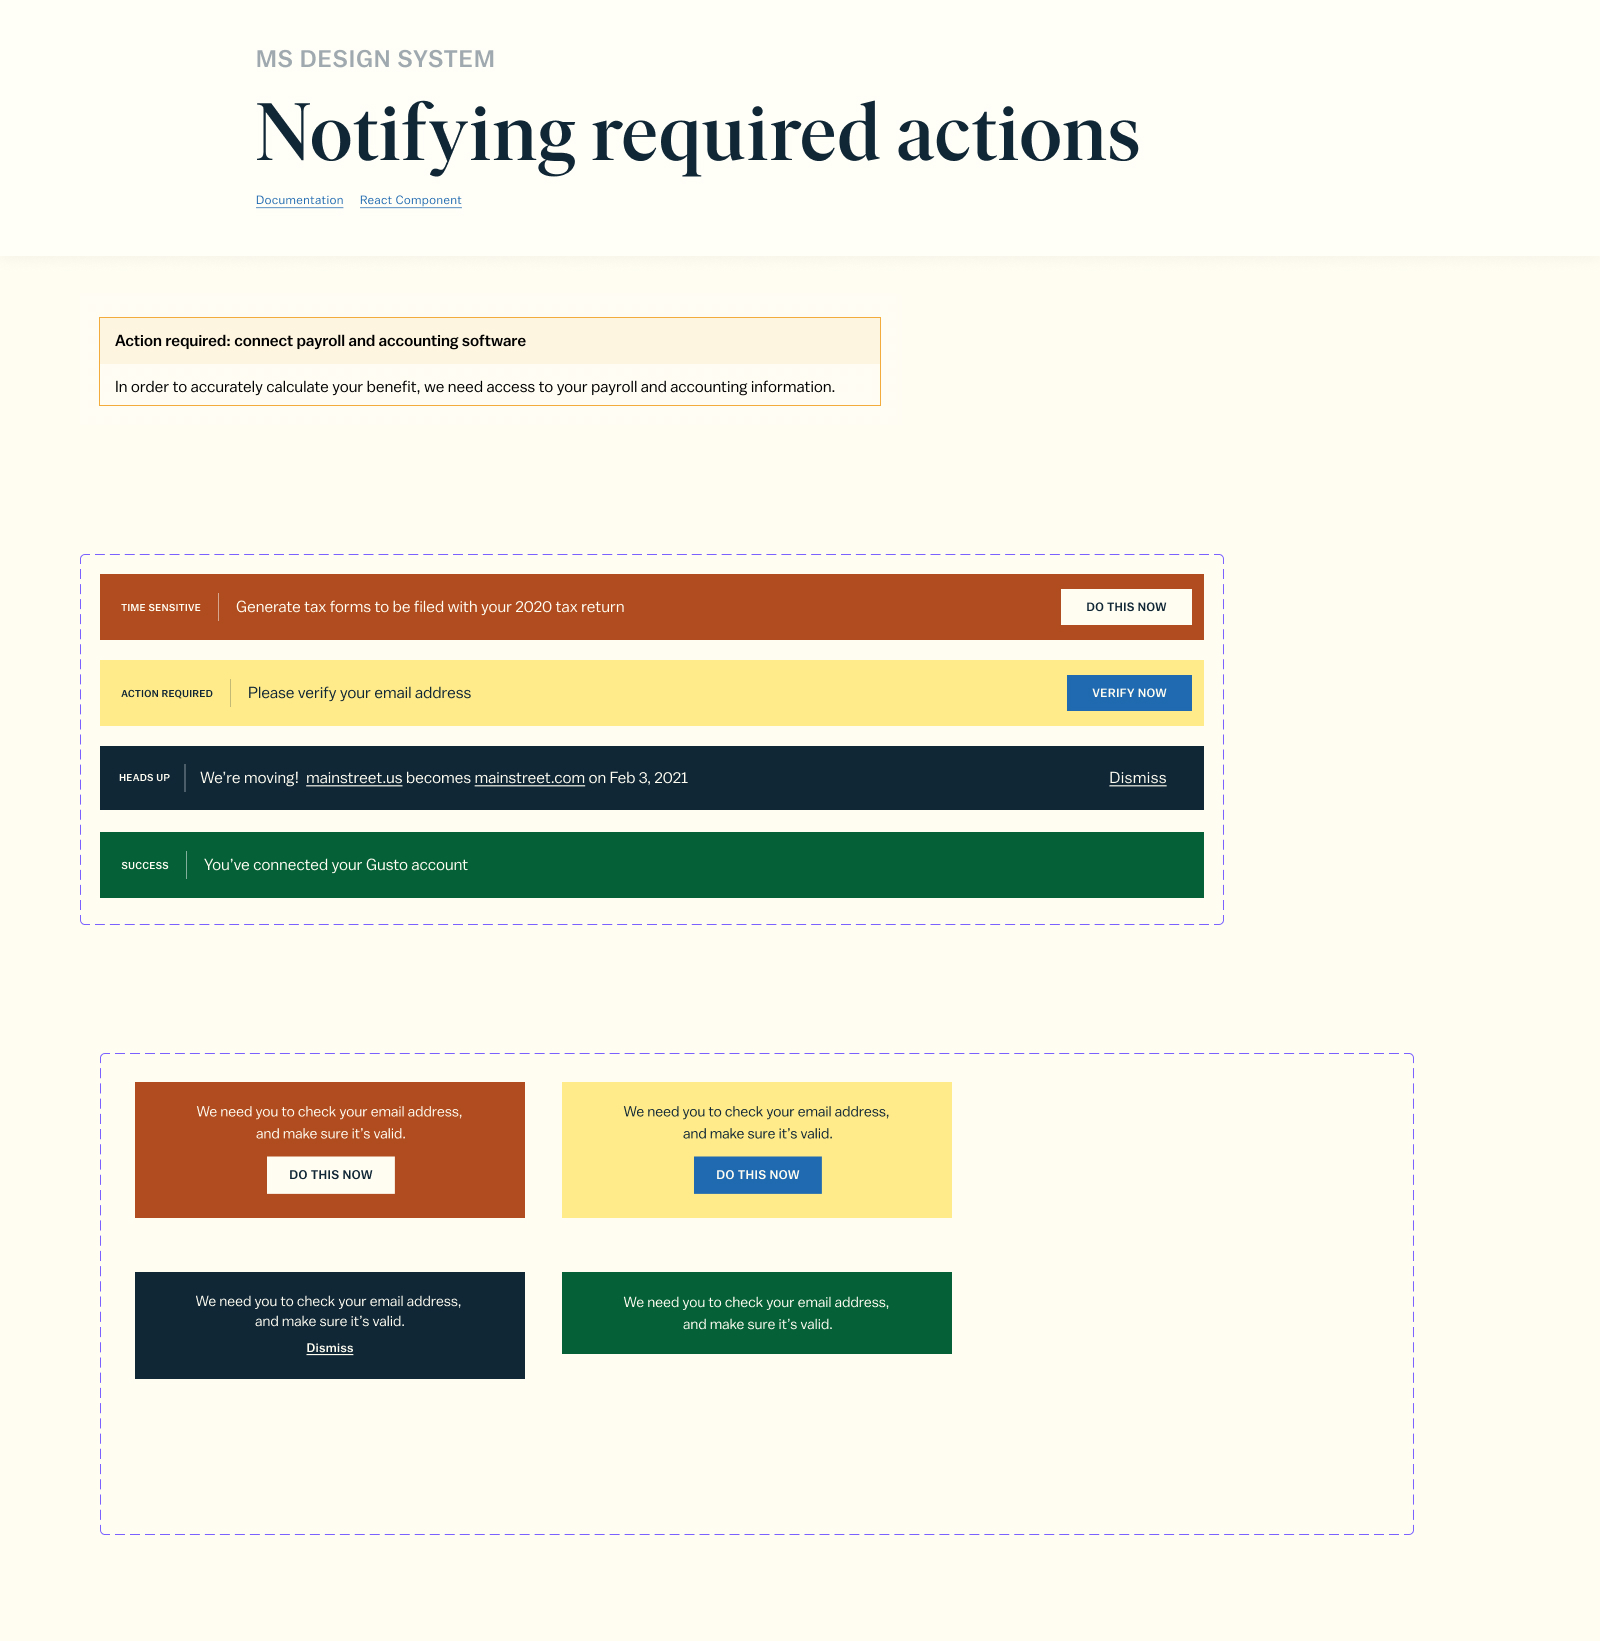 MS DESIGN SYSTEM
Notifying required actions
Documentation React Component
Action required: connect payroll and accounting software
In order to accurately calculate your benefit, we need access to your payroll and accounting information.
TIME SENSITIVE Generate tax forms to be filed with your 2020 tax return DO THIS NOW
ACTION REQUIRED Please verify your email address VERIFY NOW
HEADS UP We’re moving! mainstreet.us becomes mainstreet.com on Feb 3, 2021 Dismiss
SUCCESS You’ve connected your Gusto account
We need you to check your email address,
and make sure it’s valid.
DO THIS NOW
We need you to check your email address,
and make sure it’s valid.
DO THIS NOW
We need you to check your email address,
and make sure it’s valid.
Dismiss
We need you to check your email address,
and make sure it’s valid.